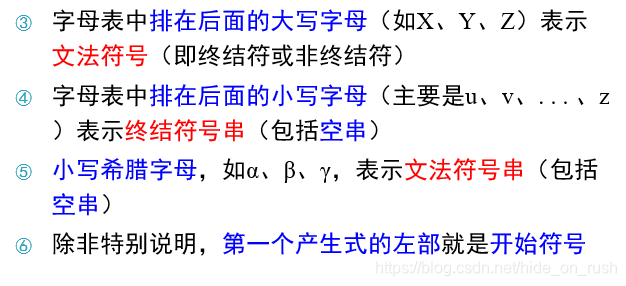 ③ 字母表中排在后面的大写字母（如X、Y、Z）表示
文法符号（即终结符或非终结符）
④ 字母表中排在后面的小写字母（主要是u、v、. . . 、z
）表示终结符号串（包括空串）
⑤ 小写希腊字母，如α、β、γ，表示文法符号串（包括
空串）
⑥ 除非特别说明，第一个产生式的左部就是开始符号
https://blog.csdn.net/hide_on_rush